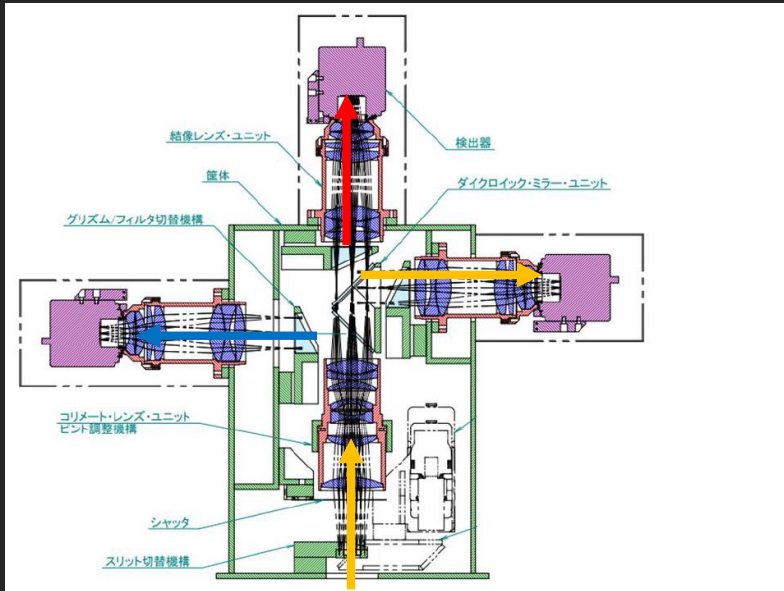 結像レンズ・ユニット
検出器
筐体
ダイクロイック・ミラー・ユニット
グリズム/フィルタ切替機構
コリメート・レンズ・ユニット
ピント調整機構
シャッタ
スリット切替機構